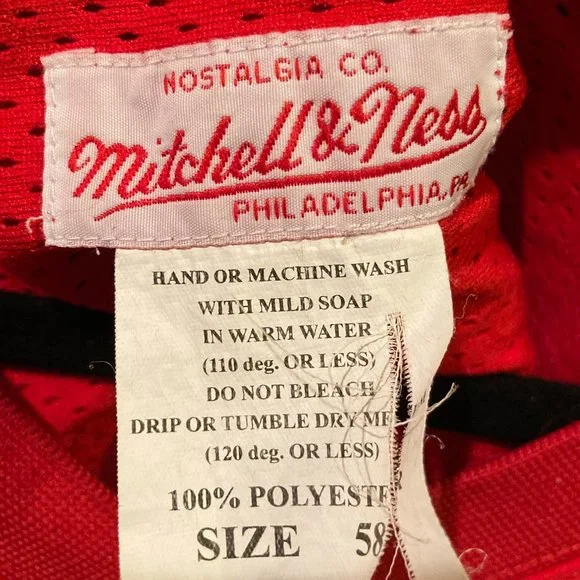 NOSTALGIA CO.
Mitchell & Ness
PHILADELPHIA, PA.
HAND OR MACHINE WASH
WITH MILD SOAP
IN WARM WATER
(110 deg. OR LESS)
DO NOT BLEACH
DRIP OR TUMBLE DRY ME
(120 deg. OR LESS)
100% POLYESTE
SIZE 58